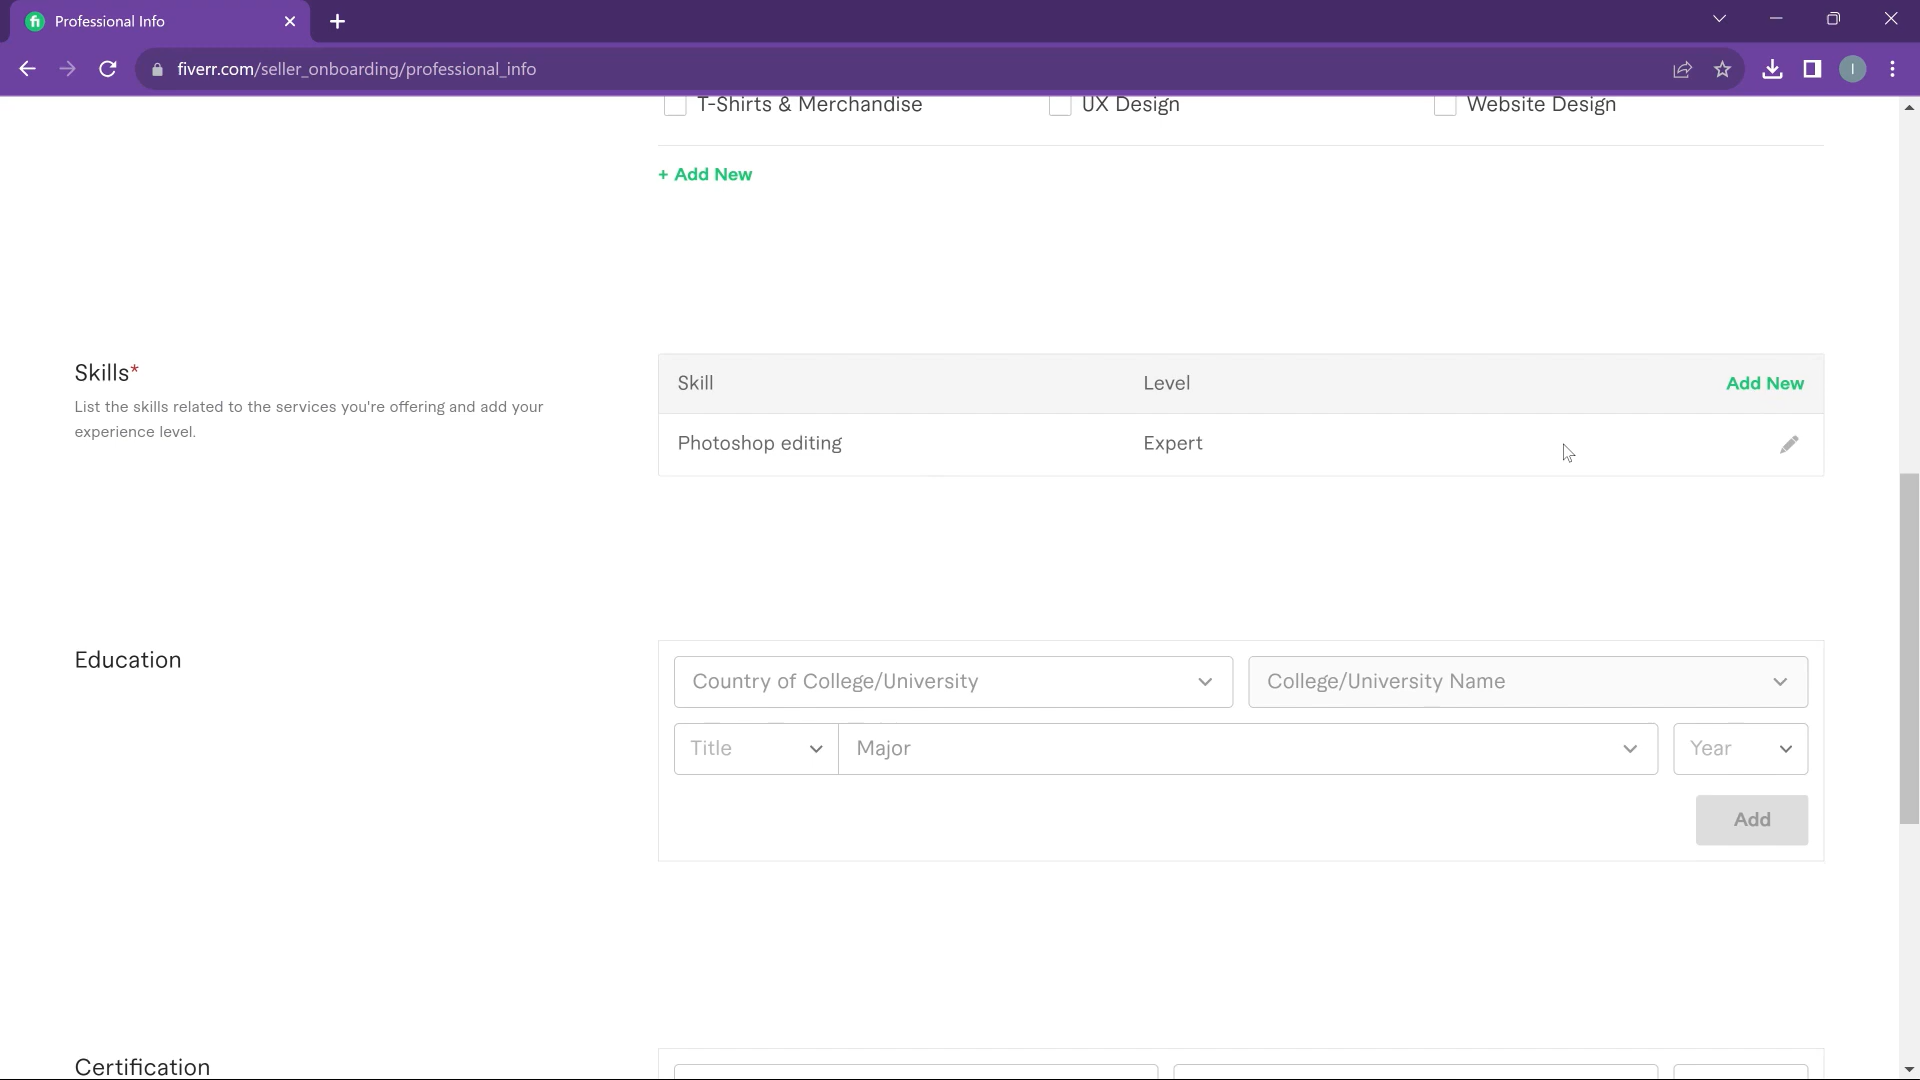 Professional Info
fiverr.com/seller_onboarding/professional_info
I
T-Shirts & Merchandise UX Design Website Design
+ Add New
Skills*
List the skills related to the services you're offering and add your
experience level.
Skill Level Add New
Photoshop editing Expert
Education
Country of College/University College/University Name
Title Major Year
Add
Certification